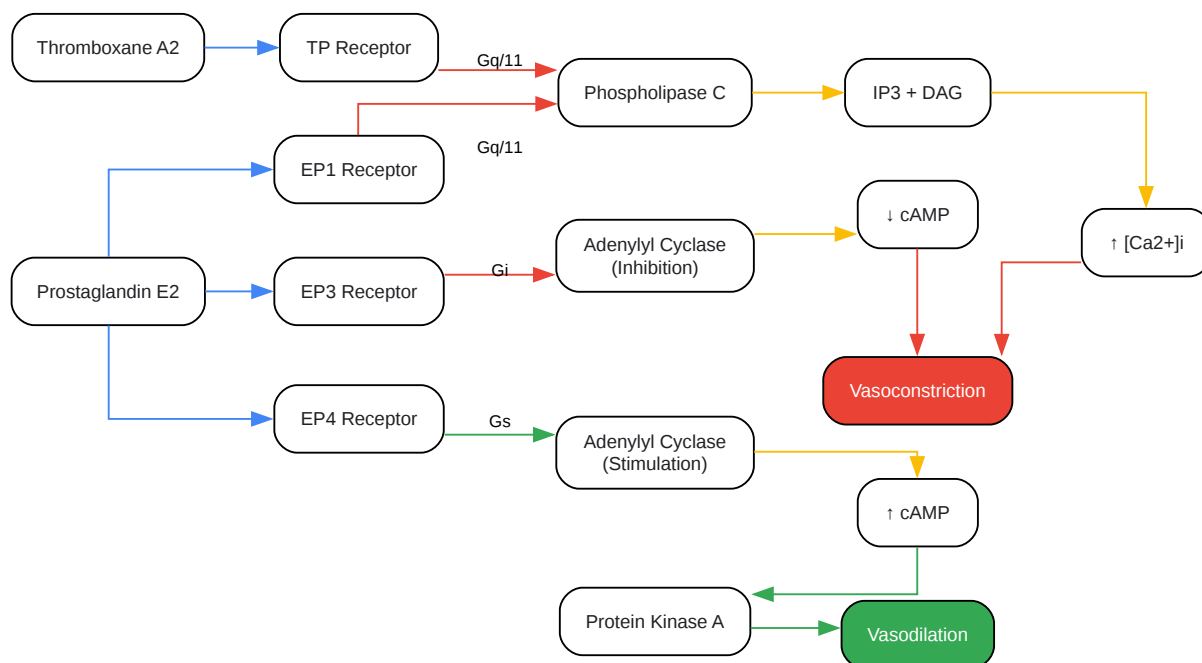 Thromboxane A2
TP Receptor
Gq/11
Phospholipase C
IP3 + DAG
EP1 Receptor
Gq/11
↓ cAMP
Adenylyl Cyclase
(Inhibition)
↑ [Ca2+]i
Prostaglandin E2
EP3 Receptor
Gi
Vasoconstriction
EP4 Receptor
Gs
Adenylyl Cyclase
(Stimulation)
↑ cAMP
Protein Kinase A
Vasodilation